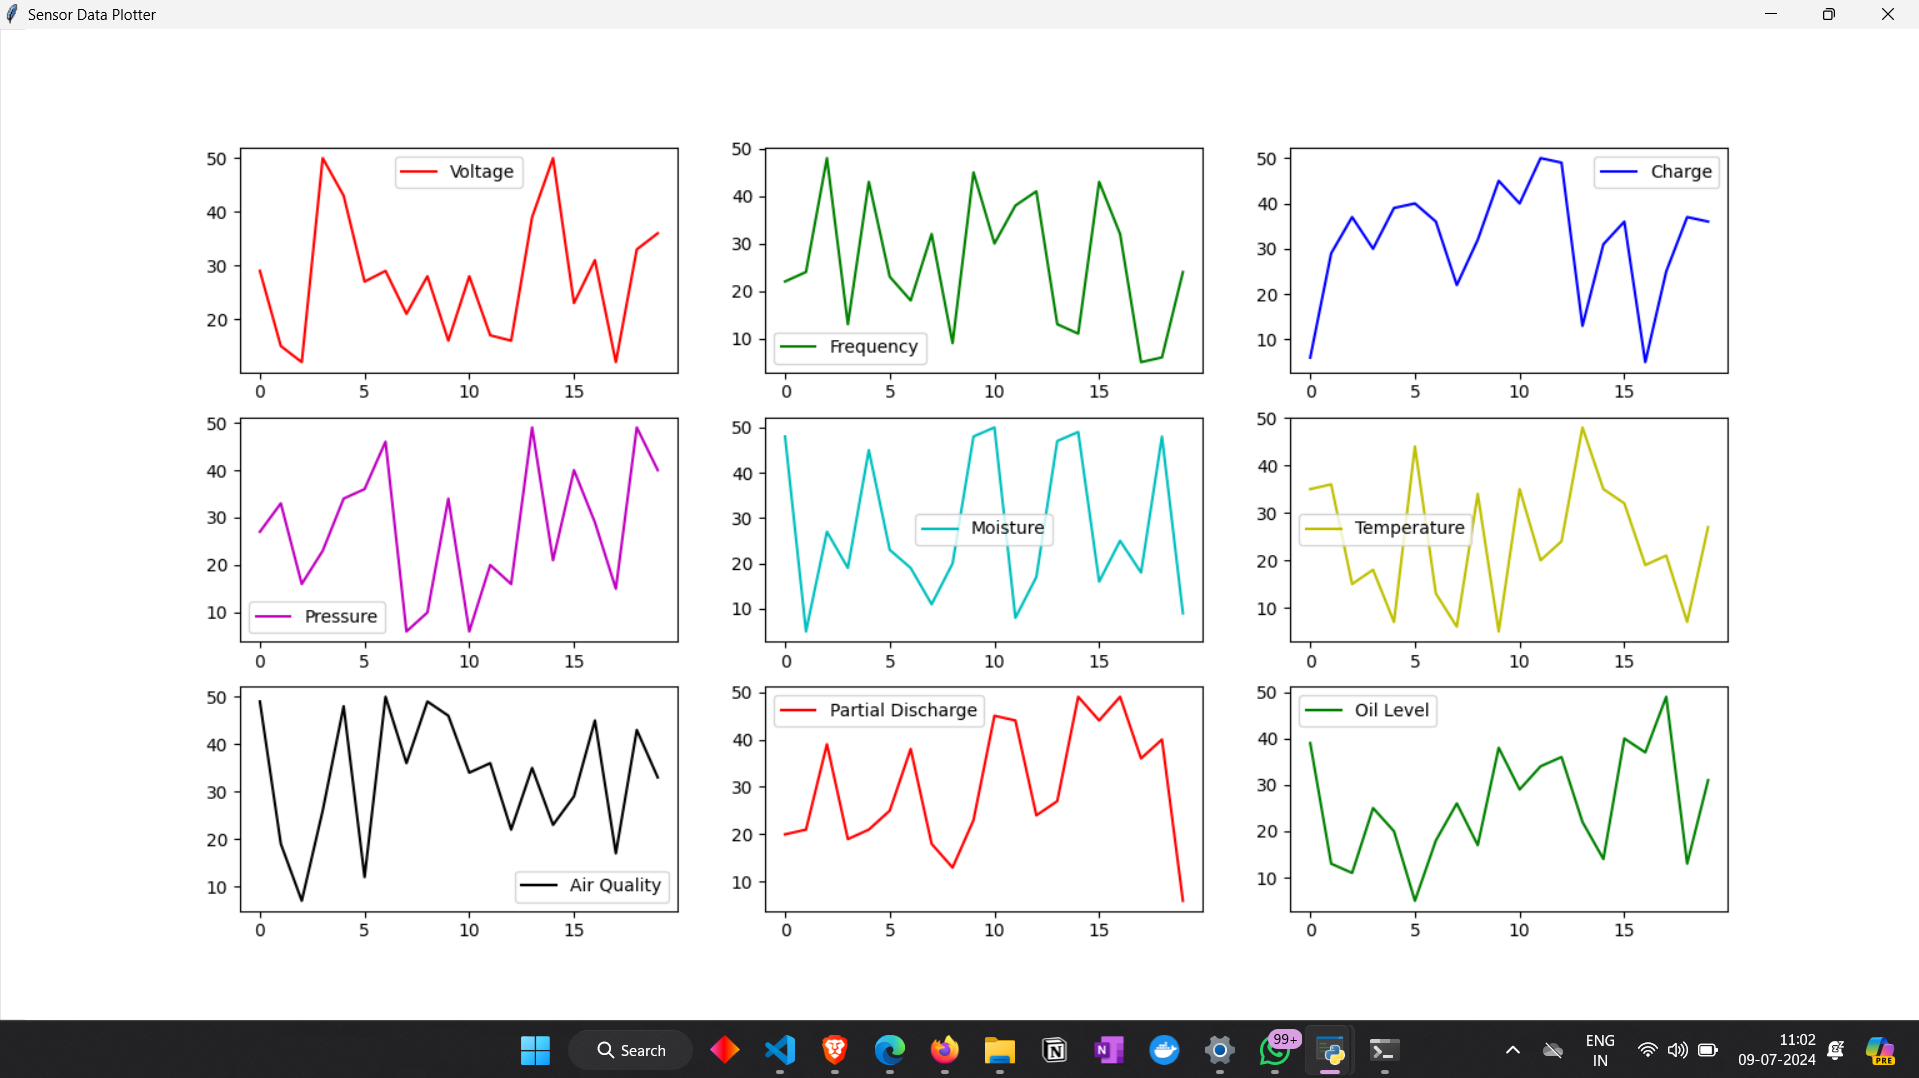 Sensor Data Plotter
50
40
30
20
Voltage
0 5 10 15
50
40
30
20
10
Frequency
0 5 10 15
50
40
30
20
10
Charge
0 5 10 15
50
40
30
20
10
Pressure
0 5 10 15
50
40
30
20
10
Moisture
0 5 10 15
50
40
30
20
10
Temperature
0 5 10 15
50
40
30
20
10
Air Quality
0 5 10 15
50
40
30
20
10
Partial Discharge
0 5 10 15
50
40
30
20
10
Oil Level
0 5 10 15
Search
N
N
99+
ENG
IN
11:02
09-07-2024
PRE